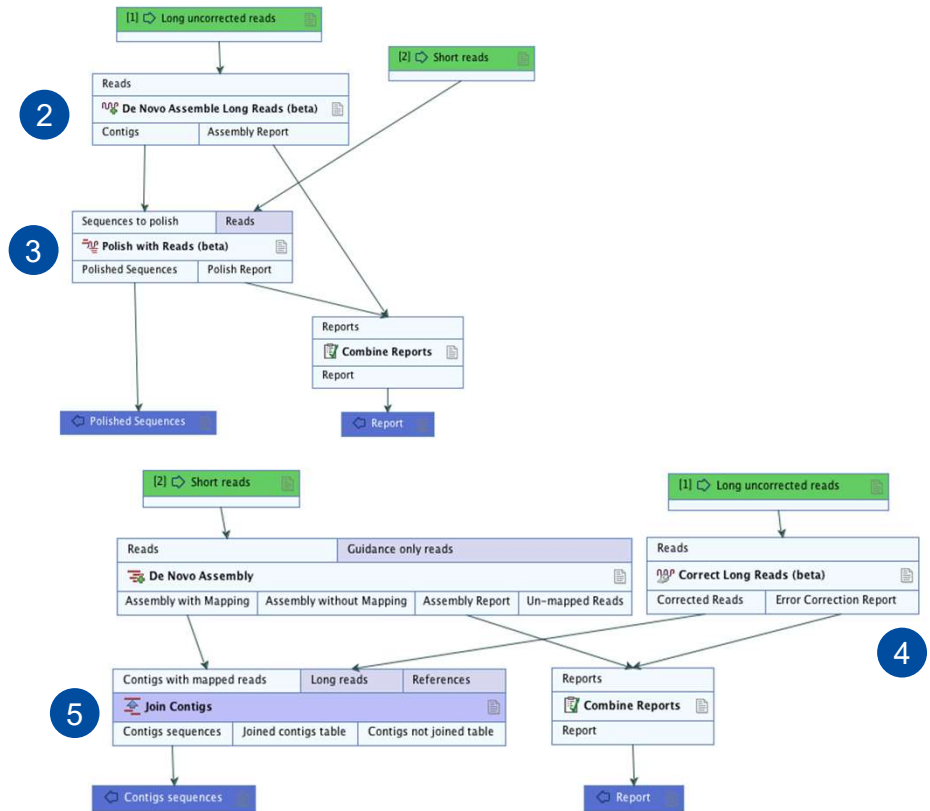 [1] Long uncorrected reads
[2] Short reads
Reads
2
De Novo Assemble Long Reads (beta)
Contigs Assembly Report
Sequences to polish Reads
3
Polish with Reads (beta)
Polished Sequences Polish Report
Reports
Combine Reports
Report
Polished Sequences
Report
[2] Short reads
[1] Long uncorrected reads
Reads Guidance only reads
De Novo Assembly
Assembly with Mapping Assembly without Mapping Assembly Report Un-mapped Reads
Reads
Correct Long Reads (beta)
Corrected Reads Error Correction Report
4
Contigs with mapped reads Long reads References
5
Join Contigs
Contigs sequences Joined contigs table Contigs not joined table
Reports
Combine Reports
Report
Contigs sequences
Report